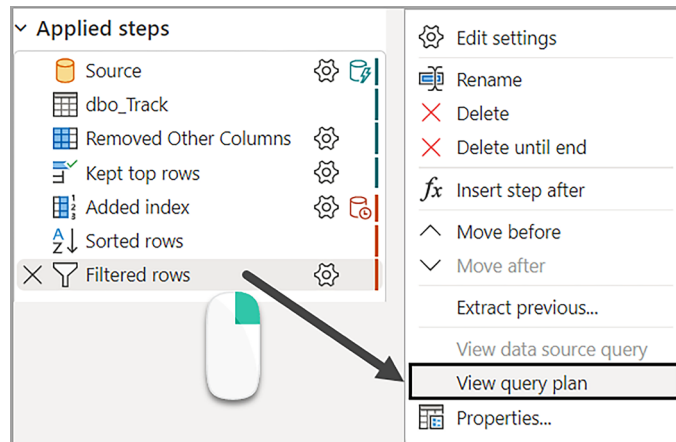 Applied steps
Source
dbo_Track
Removed Other Columns
Kept top rows
Added index
Sorted rows
Filtered rows
Edit settings
Rename
Delete
Delete until end
fx Insert step after
Move before
Move after
Extract previous...
View data source query
View query plan
Properties...